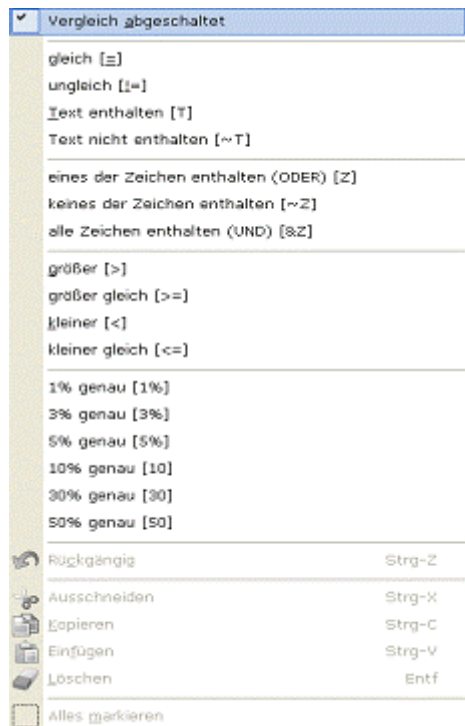 Vergleich abgeschaltet
gleich [=]
ungleich [!=]
Text enthalten [T]
Text nicht enthalten [~T]
eines der Zeichen enthalten (ODER) [Z]
keines der Zeichen enthalten [~Z]
alle Zeichen enthalten (UND) [&Z]
größer [>]
größer gleich [>=]
kleiner [<]
kleiner gleich [<=]
1% genau [1%]
3% genau [3%]
5% genau [5%]
10% genau [10]
30% genau [30]
50% genau [50]
Rückgängig Strg-Z
Ausschneiden Strg-X
Kopieren Strg-C
Einfügen Strg-V
Löschen Entf
Alles markieren